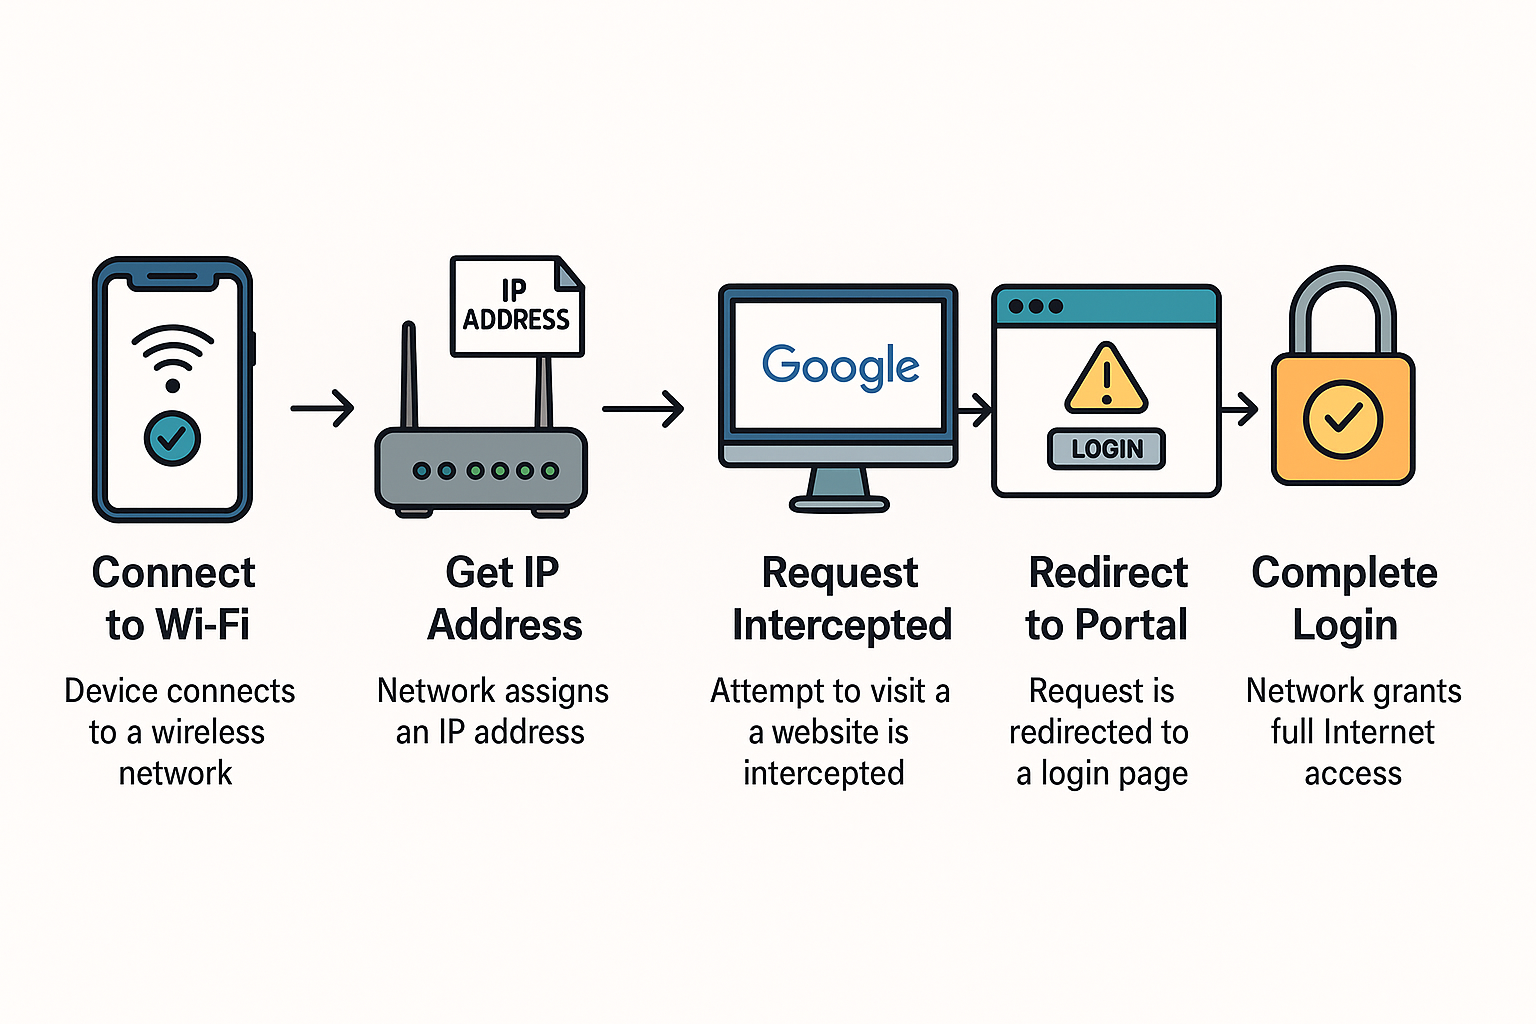 IP
ADDRESS
Google
LOGIN
Connect
to Wi-Fi
Device connects
to a wireless
network
Get IP
Address
Network assigns
an IP address
Request
Intercepted
Attempt to visit a
a website is
intercepted
Redirect
to Portal
Request is
redirected to
a login page
Complete
Login
Network grants
full Internet
access